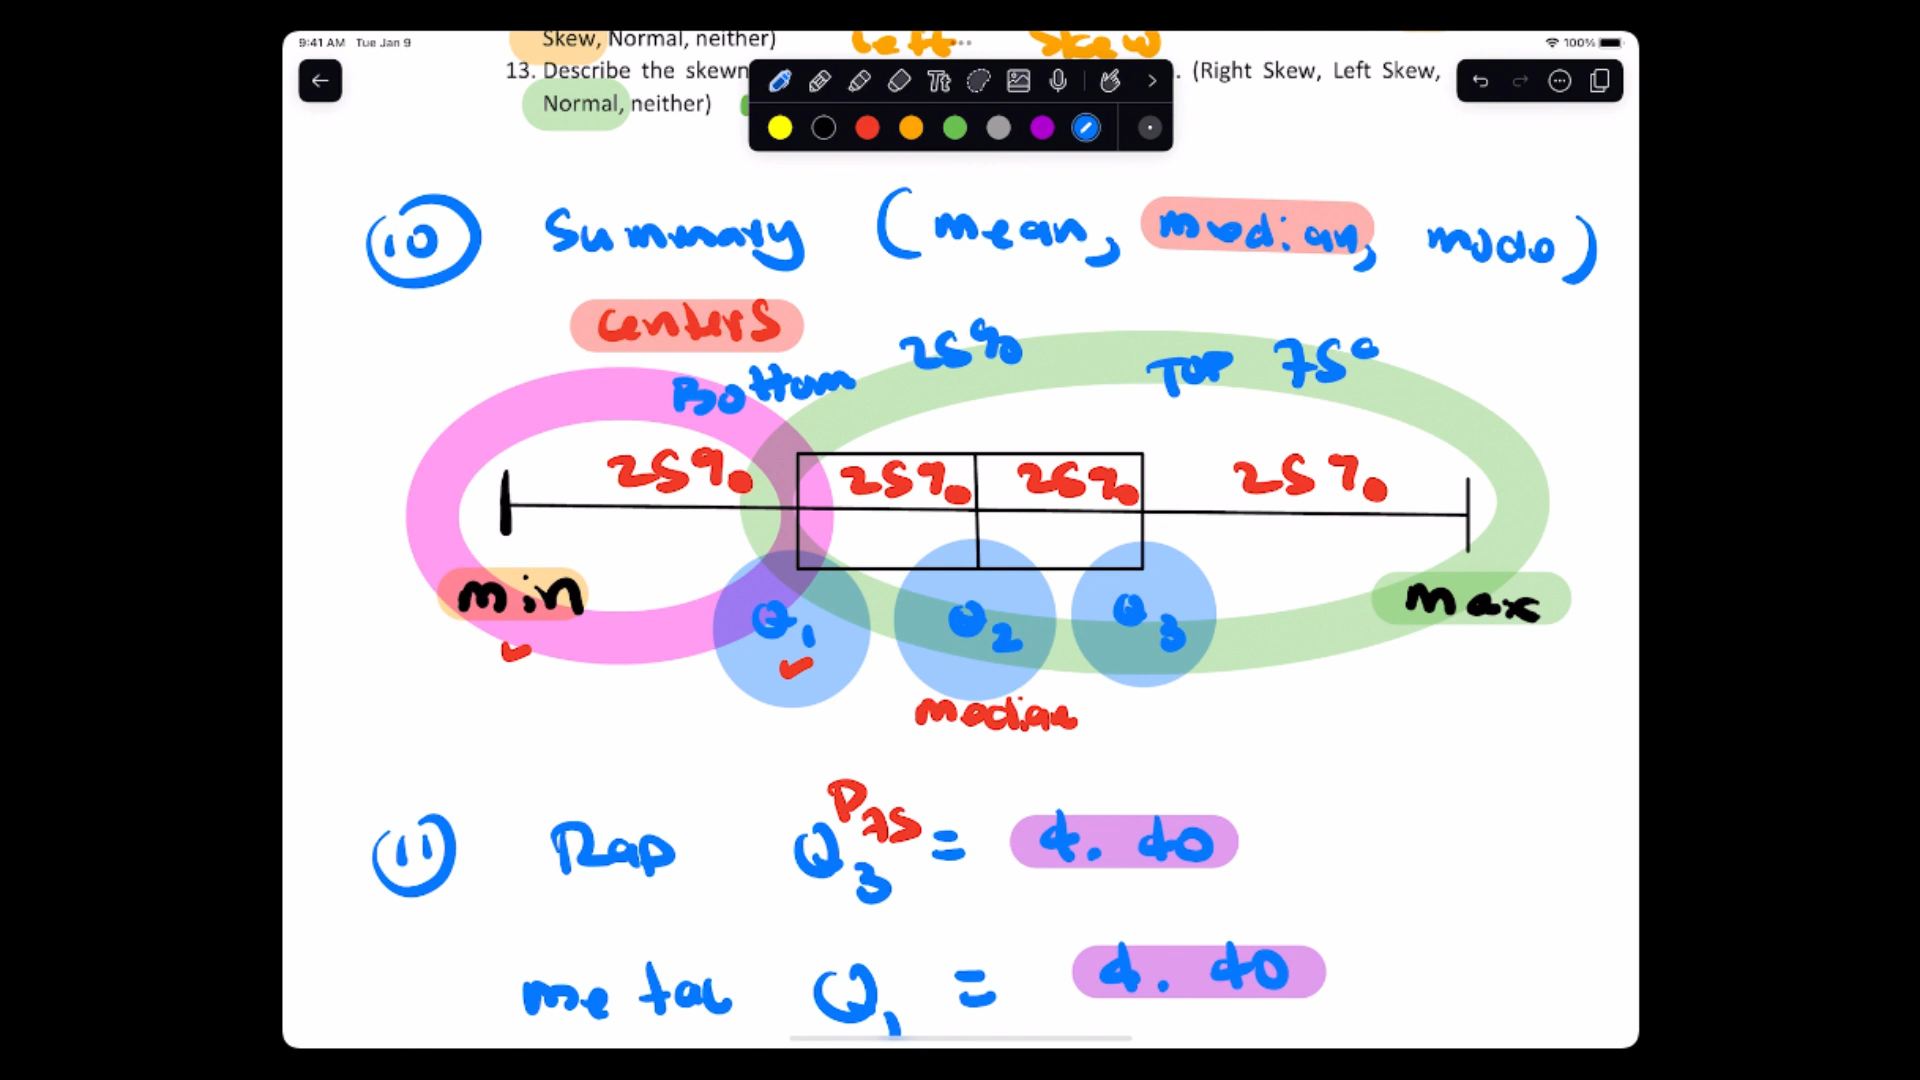 9:41 AM Tue Jan 9
100%
Skew, Normal, neither) Left Skew
13. Describe the skewn . (Right Skew, Left Skew,
Normal, neither)
Tt
10 Summary (mean, median, mode)
centers
Bottom 25% TOP 75°
25% 25% 25% 25%
min Q1 Q2 Q3 max
median
11 Rap Q3 P75 = 4.40
metal Q1 = 4.40